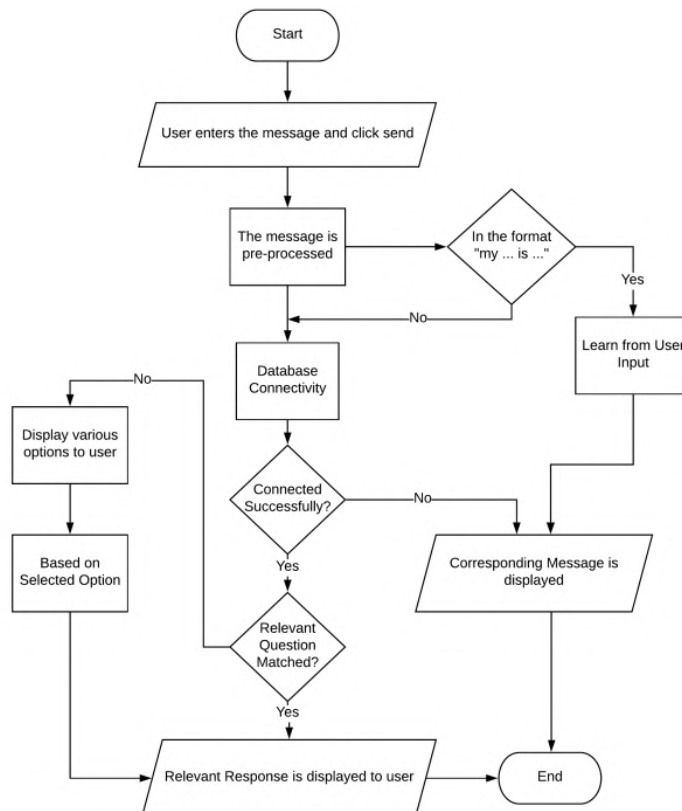 Start
User enters the message and click send
The message is
pre-processed
In the format
"my ... is ..."
Yes
No
Learn from User
Input
Database
Connectivity
No
Display various
options to user
Connected
Successfully?
No
Based on
Selected Option
Corresponding Message is
displayed
Yes
Relevant
Question
Matched?
Yes
Relevant Response is displayed to user
End